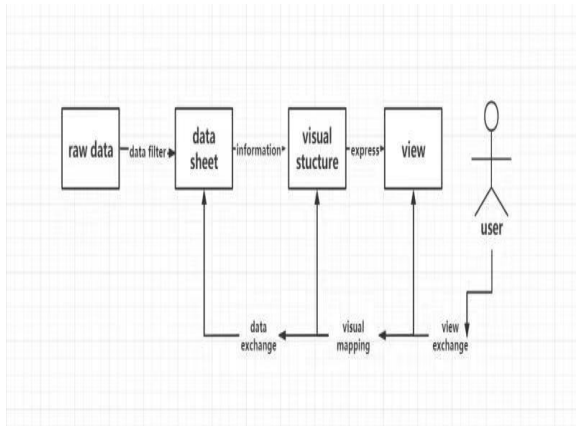 raw data
data filter
data
sheet
information
visual
stucture
express
view
user
data
exchange
visual
mapping
view
exchange